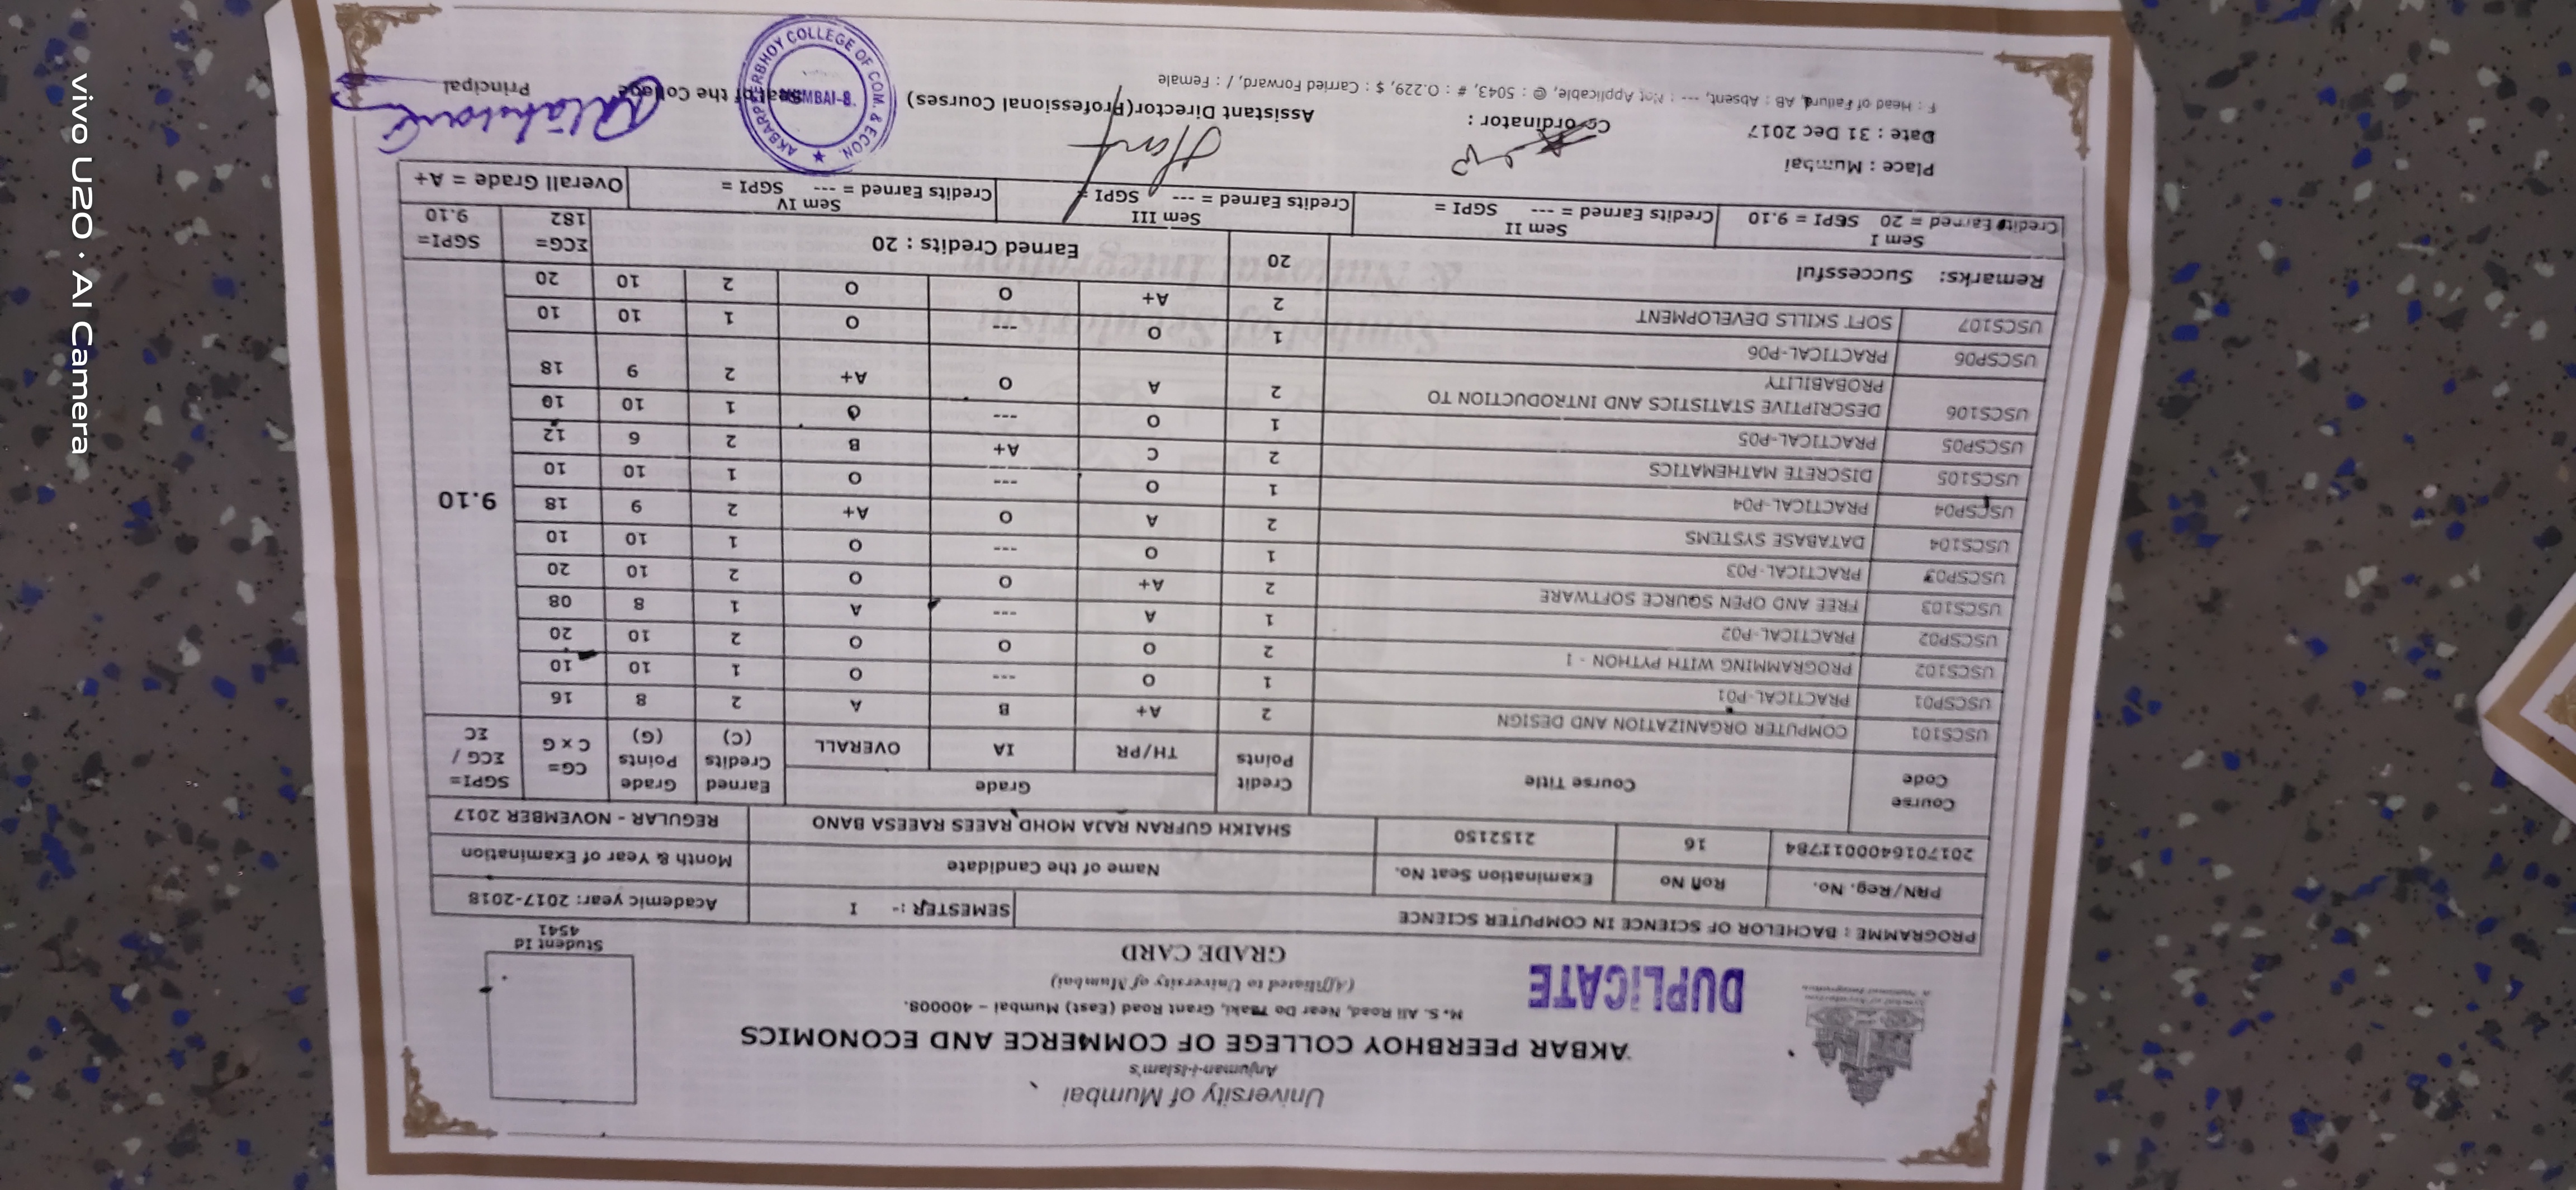 University of Mumbai
Anjuman-i-Islam's
AKBAR PEERBHOY COLLEGE OF COMMERCE AND ECONOMICS
M. S. Ali Road, Near Do Taaki, Grant Road (East) Mumbai – 400008.
(Affiliated to University of Mumbai)
DUPLICATE
GRADE CARD
Symbol of Secularism
& National Integration
Student Id
4541
PROGRAMME : BACHELOR OF SCIENCE IN COMPUTER SCIENCE SEMESTER :- I Academic year: 2017-2018
PRN/Reg. No. Roll No Examination Seat No. Name of the Candidate Month & Year of Examination
2017016400011784 16 2152150 SHAIKH GUFRAN RAJA MOHD RAEES RAEESA BANO REGULAR - NOVEMBER 2017
Course Code Course Title Credit Points Grade Earned Credits (C) Grade Points (G) CG= C x G SGPI= ΣCG / ΣC
TH/PR IA OVERALL
USCS101 COMPUTER ORGANIZATION AND DESIGN 2 A+ B A 2 8 16
USCSP01 PRACTICAL-P01 1 O --- O 1 10 10
USCS102 PROGRAMMING WITH PYTHON - 1 2 O O O 2 10 20
USCSP02 PRACTICAL-P02 1 A --- A 1 8 08
USCS103 FREE AND OPEN SOURCE SOFTWARE 2 A+ O O 2 10 20
USCSP03 PRACTICAL-P03 1 O --- O 1 10 10
USCS104 DATABASE SYSTEMS 2 A O A+ 2 9 18
9.10
USCSP04 PRACTICAL-P04 1 O --- O 1 10 10
USCS105 DISCRETE MATHEMATICS 2 C A+ B 2 6 12
USCSP05 PRACTICAL-P05 1 O --- O 1 10 10
USCS106 DESCRIPTIVE STATISTICS AND INTRODUCTION TO 2 A O A+ 2 9 18
PROBABILITY
USCSP06 PRACTICAL-P06 1 O --- O 1 10 10
USCS107 SOFT SKILLS DEVELOPMENT 2 A+ O O 2 10 20
Symbol of Secularism
& National Integration
Remarks: Successful 20 Earned Credits : 20 ΣCG= 182 SGPI= 9.10
Sem I Sem II Sem III Sem IV
Credits Earned = 20 SGPI = 9.10 Credits Earned = --- SGPI = Credits Earned = --- SGPI = Credits Earned = --- SGPI = Overall Grade = A+
Place : Mumbai
Date : 31 Dec 2017
Co-ordinator :
Assistant Director(Professional Courses)
Seal of the College
Principal
AKBAR PEERBHOY COLLEGE OF COM. & ECON.
MUMBAI-8.
F : Head of Failure, AB : Absent, --- : Not Applicable, @ : 5043, # : O.229, $ : Carried Forward, / : Female
vivo U20 · AI Camera